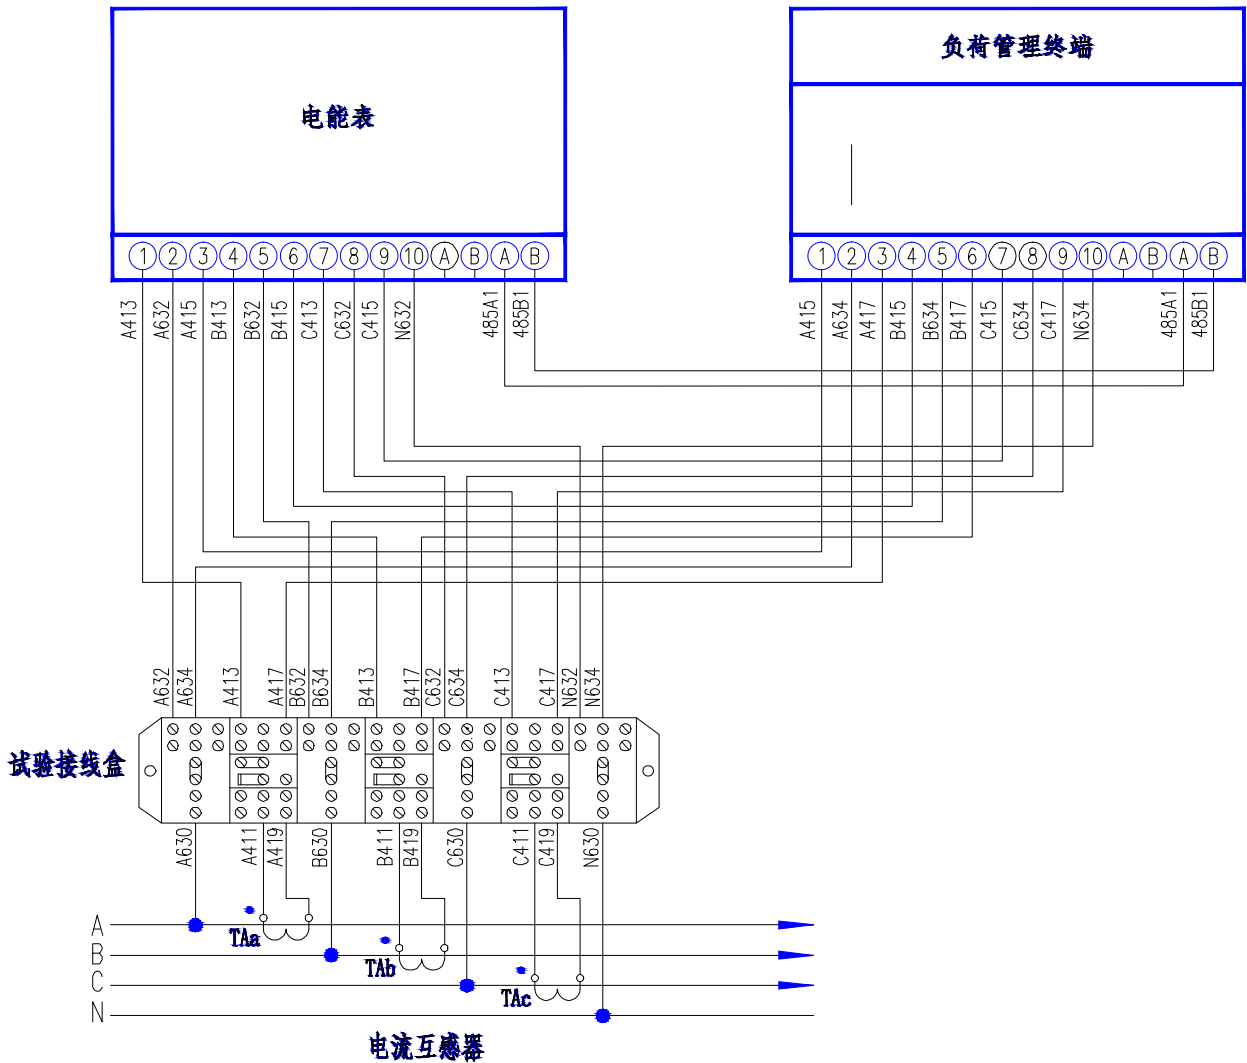 负荷管理终端
电能表
1 2 3 4 5 6 7 8 9 10 A B A B
1 2 3 4 5 6 7 8 9 10 A B A B
A413 A632 A415 B413 B632 B415 C413 C632 C415 N632 485A1 485B1
A415 A634 A417 B415 B634 B417 C415 C634 C417 N634 485A1 485B1
A632 A634 A413 A417 B632 B634 B413 B417 C632 C634 C413 C417 N632 N634
试验接线盒
A630 A411 A419 B630 B411 B419 C630 C411 C419 N630
A
TAa
B
TAb
C
TAc
N
电流互感器